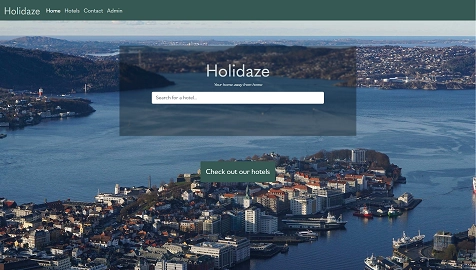 Holidaze Home Hotels Contact Admin
Holidaze
Your home away from home
Search for a hotel...
Check out our hotels